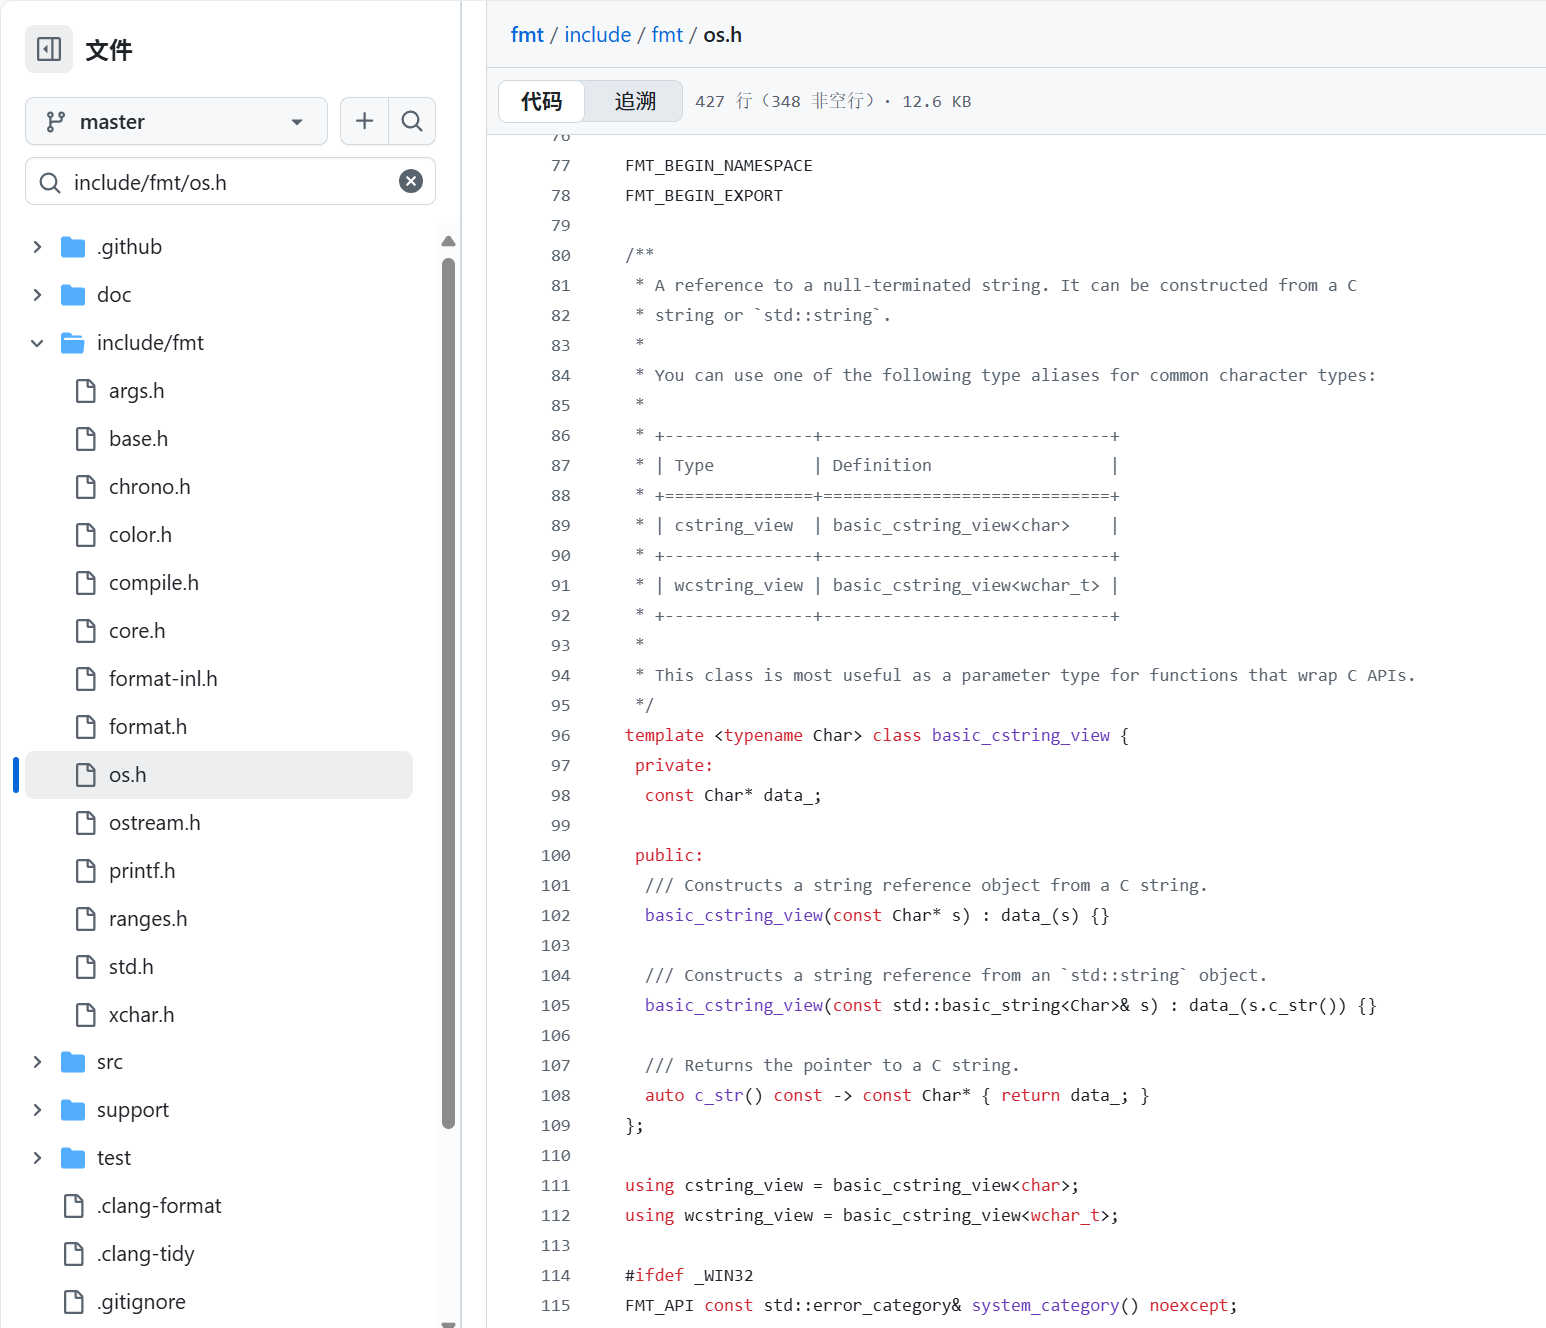 文件
master
include/fmt/os.h
.github
doc
include/fmt
args.h
base.h
chrono.h
color.h
compile.h
core.h
format-inl.h
format.h
os.h
ostream.h
printf.h
ranges.h
std.h
xchar.h
src
support
test
.clang-format
.clang-tidy
.gitignore
fmt / include / fmt / os.h
代码 追溯 427 行（348 非空行）· 12.6 KB
76
77 FMT_BEGIN_NAMESPACE
78 FMT_BEGIN_EXPORT
79
80 /**
81  * A reference to a null-terminated string. It can be constructed from a C
82  * string or `std::string`.
83  *
84  * You can use one of the following type aliases for common character types:
85  *
86  * +---------------+-----------------------------+
87  * | Type          | Definition                  |
88  * +===============+=============================+
89  * | cstring_view  | basic_cstring_view<char>    |
90  * +---------------+-----------------------------+
91  * | wcstring_view | basic_cstring_view<wchar_t> |
92  * +---------------+-----------------------------+
93  *
94  * This class is most useful as a parameter type for functions that wrap C APIs.
95  */
96 template <typename Char> class basic_cstring_view {
97  private:
98   const Char* data_;
99
100  public:
101   /// Constructs a string reference object from a C string.
102   basic_cstring_view(const Char* s) : data_(s) {}
103
104   /// Constructs a string reference from an `std::string` object.
105   basic_cstring_view(const std::basic_string<Char>& s) : data_(s.c_str()) {}
106
107   /// Returns the pointer to a C string.
108   auto c_str() const -> const Char* { return data_; }
109 };
110
111 using cstring_view = basic_cstring_view<char>;
112 using wcstring_view = basic_cstring_view<wchar_t>;
113
114 #ifdef _WIN32
115 FMT_API const std::error_category& system_category() noexcept;